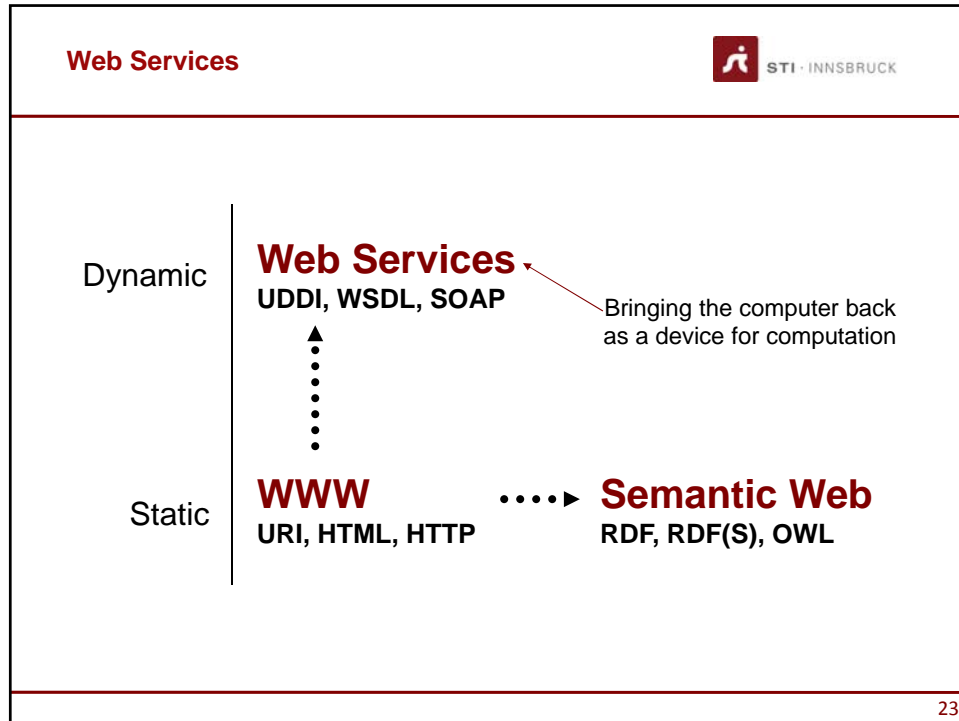 Web Services
STI · INNSBRUCK
Dynamic
Web Services
UDDI, WSDL, SOAP
Bringing the computer back
as a device for computation
Static
WWW
URI, HTML, HTTP
Semantic Web
RDF, RDF(S), OWL
23